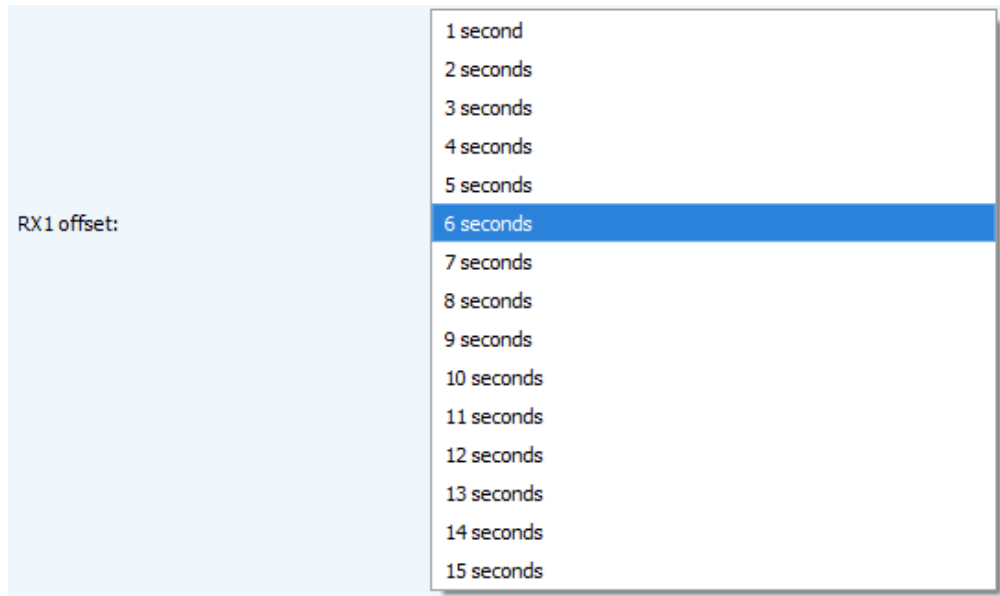 1 second
2 seconds
3 seconds
4 seconds
5 seconds
RX1 offset:
6 seconds
7 seconds
8 seconds
9 seconds
10 seconds
11 seconds
12 seconds
13 seconds
14 seconds
15 seconds